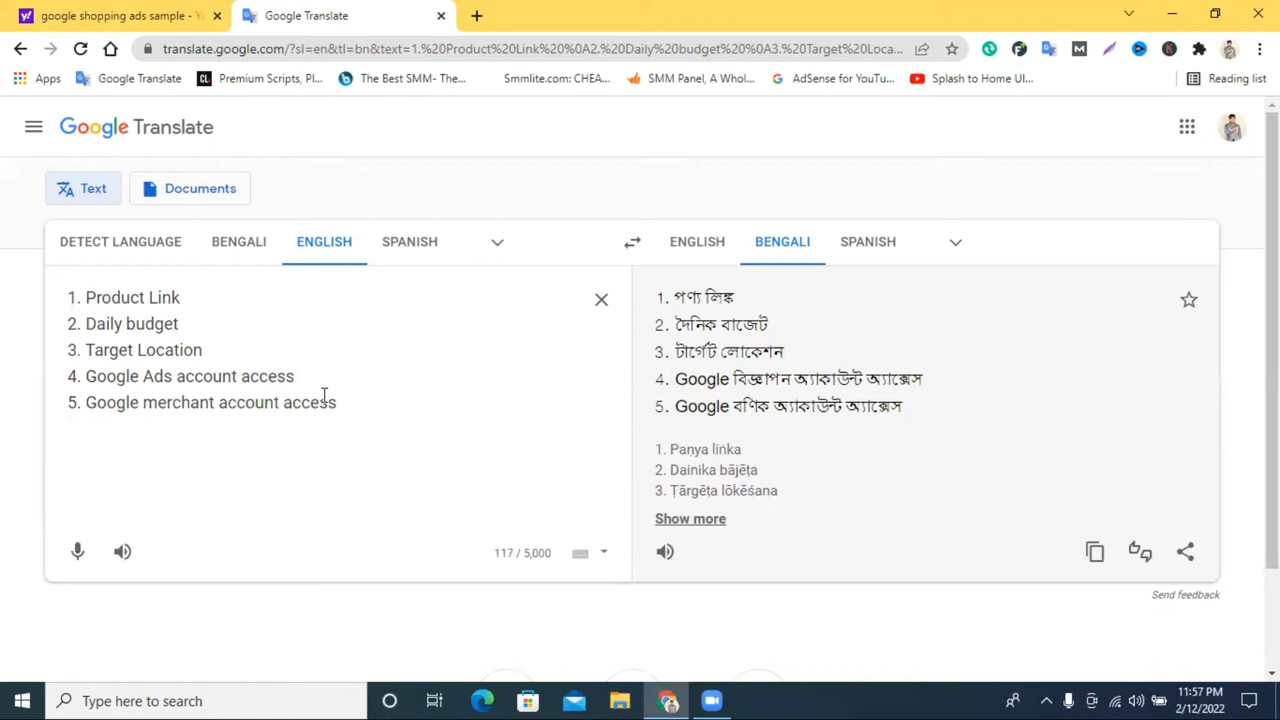 google shopping ads sample - Ya
Google Translate
translate.google.com/?sl=en&tl=bn&text=1.%20Product%20Link%20%0A2.%20Daily%20budget%20%0A3.%20Target%20Loca...
Apps
Google Translate
Premium Scripts, Pl...
The Best SMM- The...
Smmlite.com: CHEA...
SMM Panel, A Whol...
AdSense for YouTu...
Splash to Home UI...
Reading list
Google Translate
Text
Documents
DETECT LANGUAGE
BENGALI
ENGLISH
SPANISH
ENGLISH
BENGALI
SPANISH
1. Product Link
2. Daily budget
3. Target Location
4. Google Ads account access
5. Google merchant account access
117 / 5,000
1. পণ্য লিঙ্ক
2. দৈনিক বাজেট
3. টার্গেট লোকেশন
4. Google বিজ্ঞাপন অ্যাকাউন্ট অ্যাক্সেস
5. Google বণিক অ্যাকাউন্ট অ্যাক্সেস
1. Paṇya liṅka
2. Dainika bājēṭa
3. Ṭārgēṭa lōkēśana
Show more
Send feedback
Type here to search
11:57 PM
2/12/2022